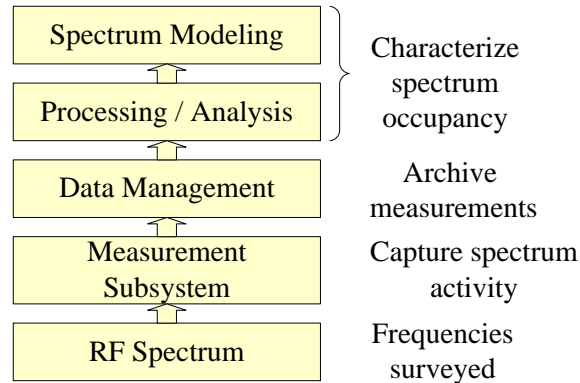 Spectrum Modeling
Processing / Analysis
Characterize
spectrum
occupancy
Data Management
Archive
measurements
Measurement
Subsystem
Capture spectrum
activity
RF Spectrum
Frequencies
surveyed